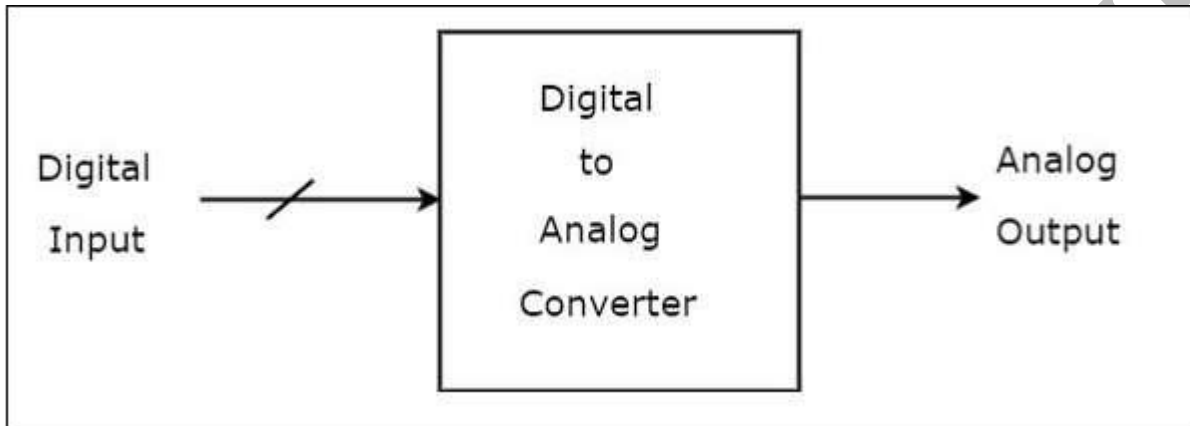 Digital
Input
Digital
to
Analog
Converter
Analog
Output